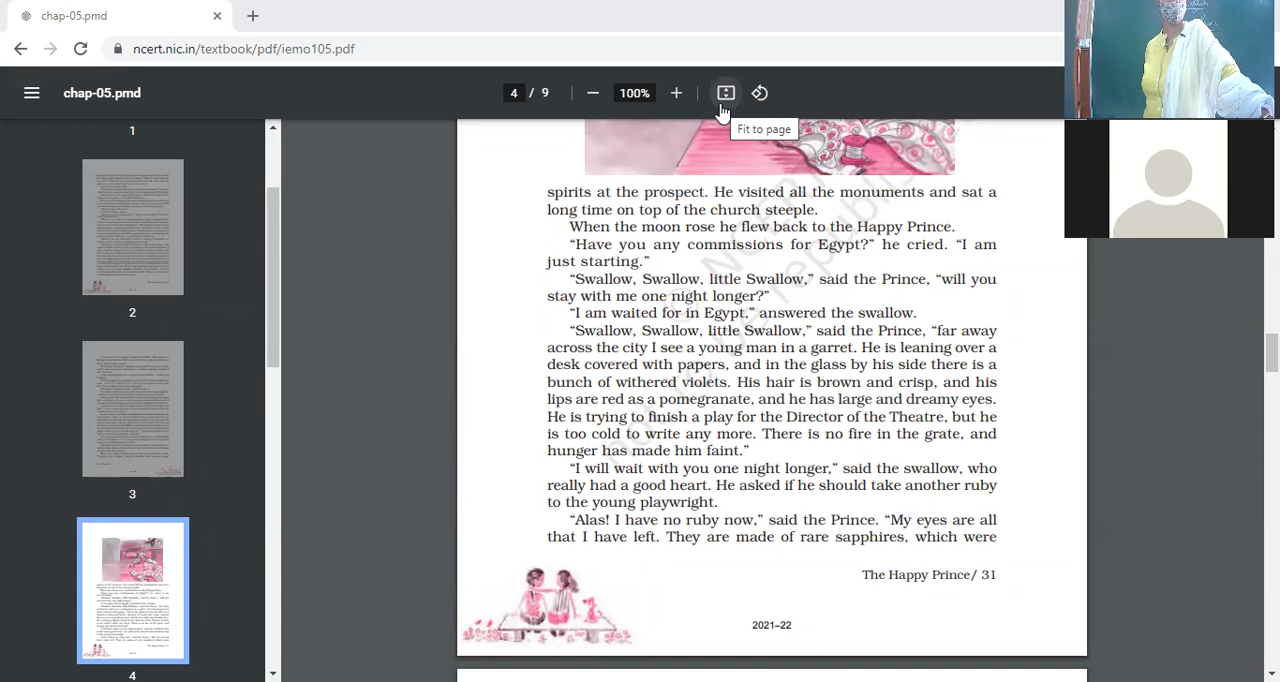 chap-05.pmd
ncert.nic.in/textbook/pdf/iemo105.pdf
chap-05.pmd
4 / 9
100%
Fit to page
1
2
3
4
spirits at the prospect. He visited all the monuments and sat a
long time on top of the church steeple.
When the moon rose he flew back to the Happy Prince.
“Have you any commissions for Egypt?” he cried. “I am
just starting.”
“Swallow, Swallow, little Swallow,” said the Prince, “will you
stay with me one night longer?”
“I am waited for in Egypt,” answered the swallow.
“Swallow, Swallow, little Swallow,” said the Prince, “far away
across the city I see a young man in a garret. He is leaning over a
desk covered with papers, and in the glass by his side there is a
bunch of withered violets. His hair is brown and crisp, and his
lips are red as a pomegranate, and he has large and dreamy eyes.
He is trying to finish a play for the Director of the Theatre, but he
is too cold to write any more. There is no fire in the grate, and
hunger has made him faint.”
“I will wait with you one night longer,” said the swallow, who
really had a good heart. He asked if he should take another ruby
to the young playwright.
“Alas! I have no ruby now,” said the Prince. “My eyes are all
that I have left. They are made of rare sapphires, which were
The Happy Prince/ 31
2021–22